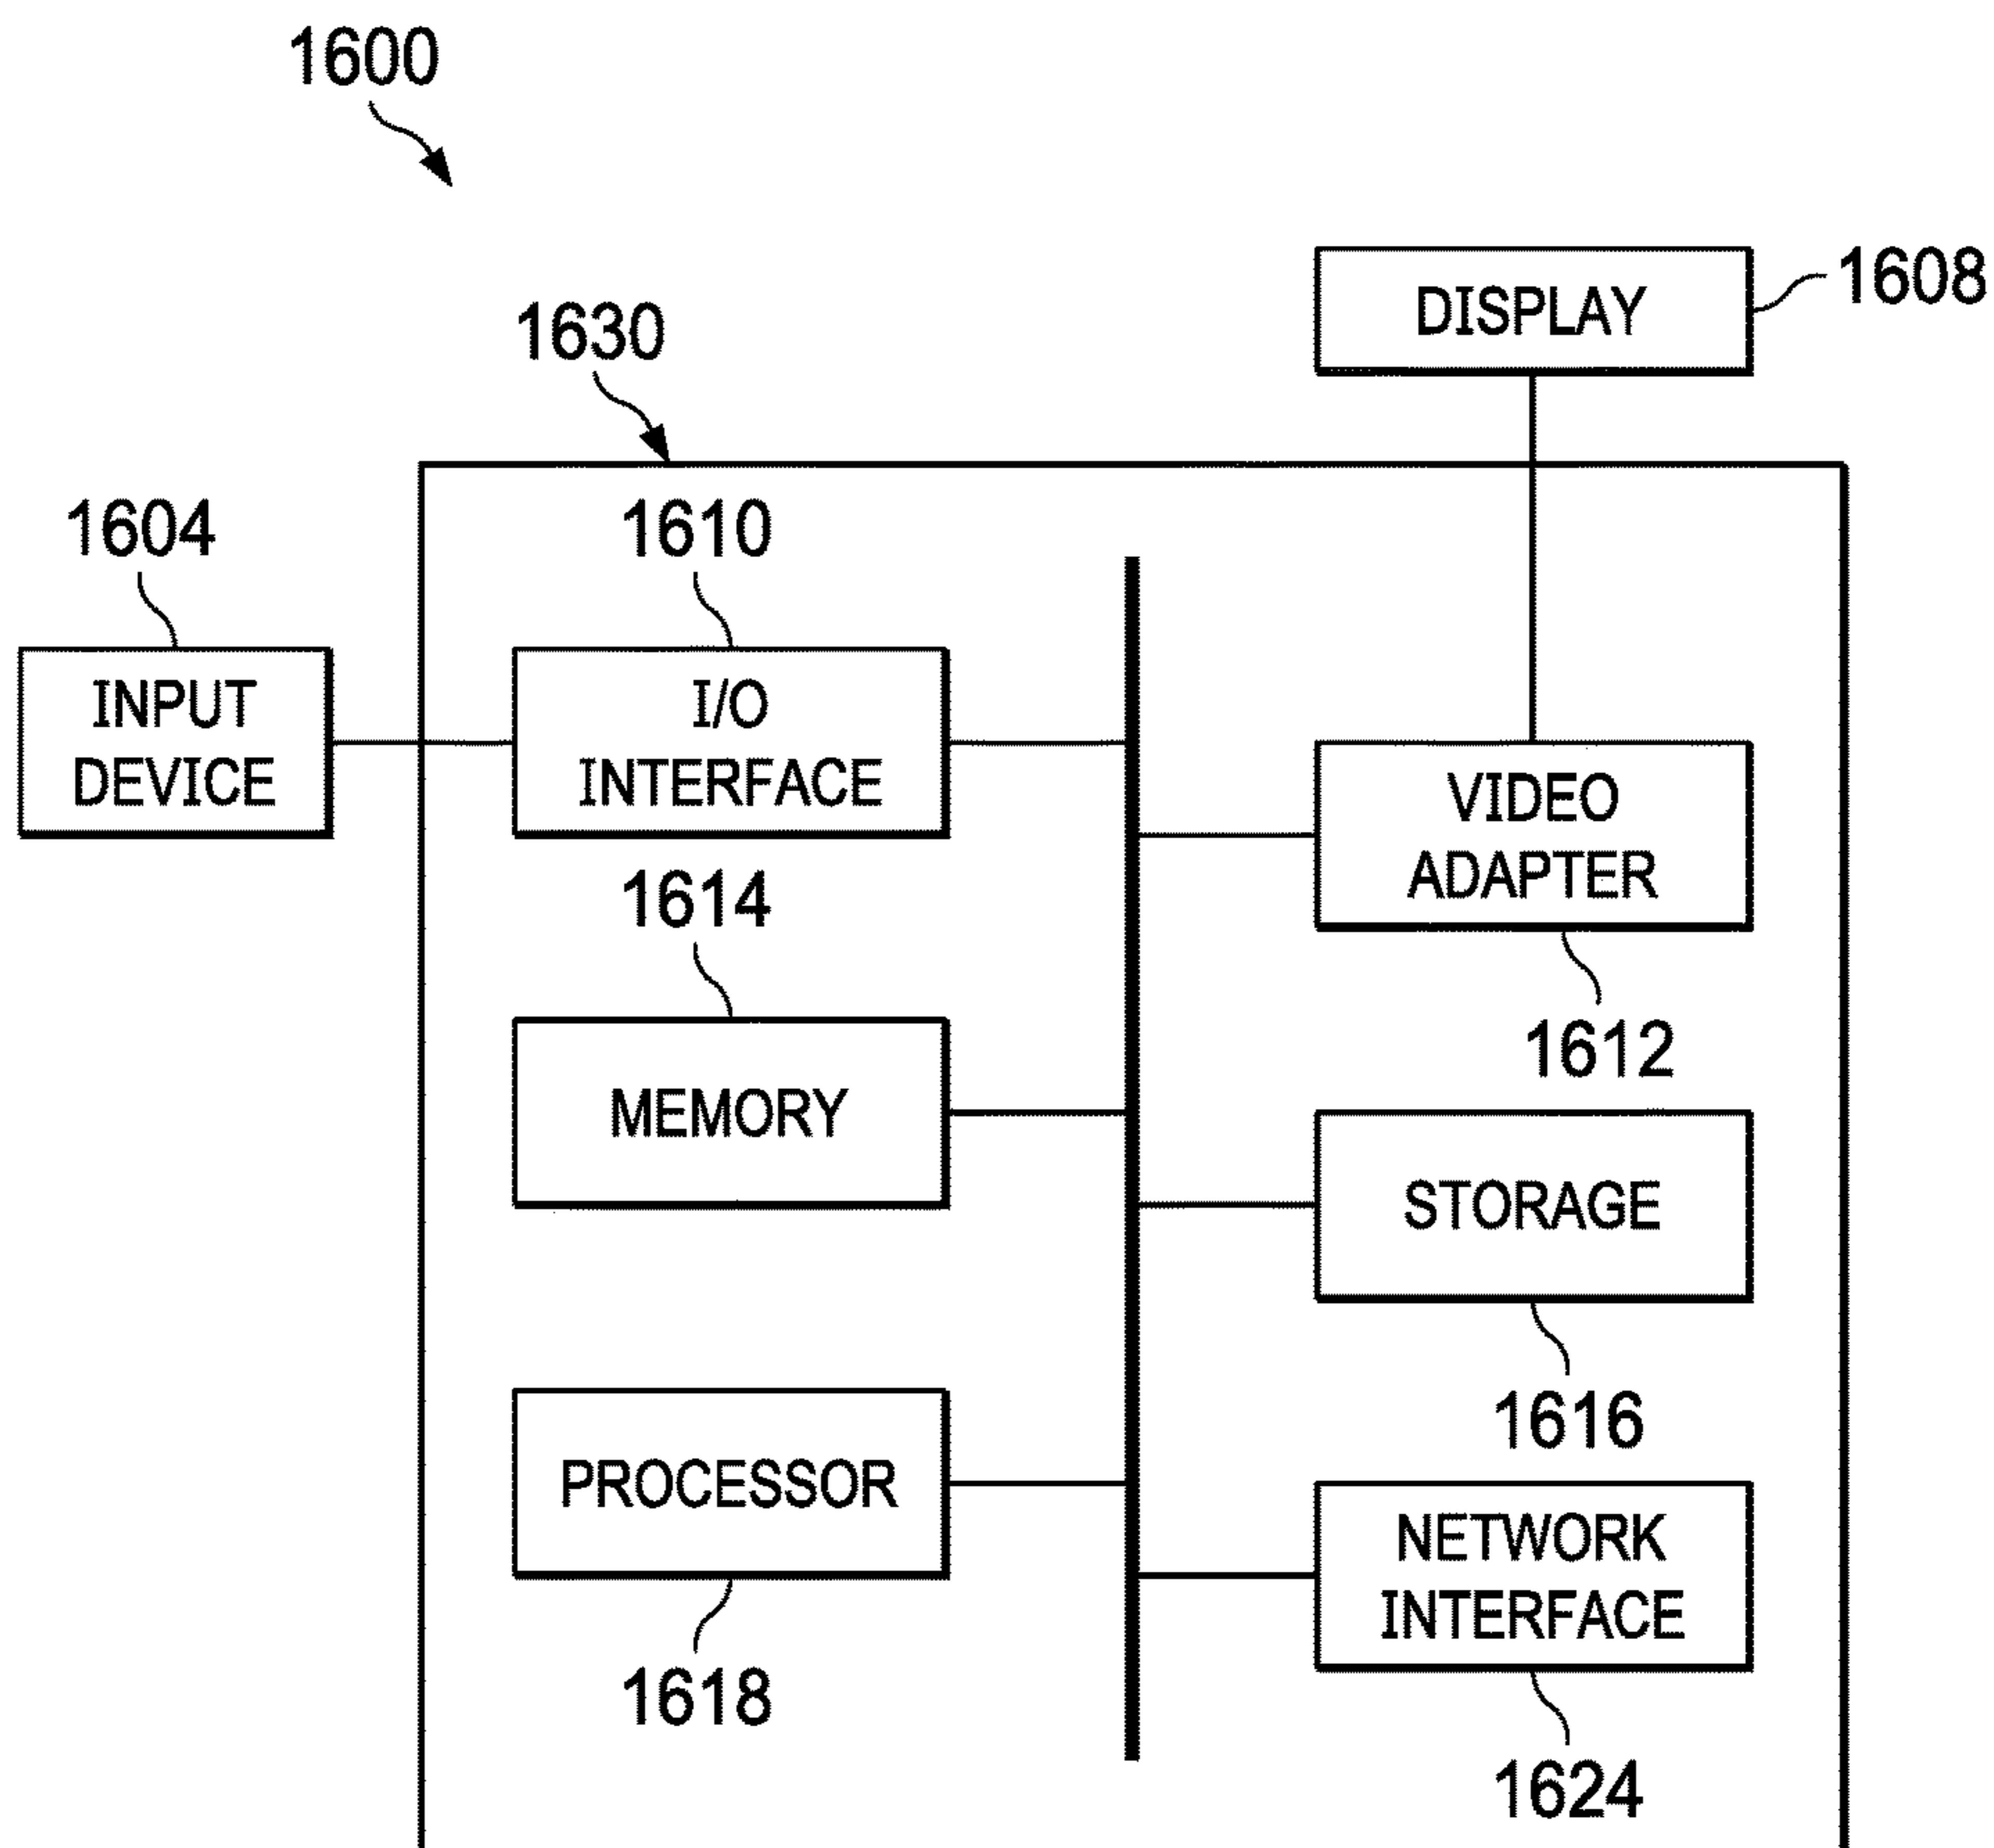 1600
DISPLAY
1608
1630
1604
1610
INPUT
DEVICE
I/O
INTERFACE
VIDEO
ADAPTER
1614
1612
MEMORY
STORAGE
1616
PROCESSOR
NETWORK
INTERFACE
1618
1624